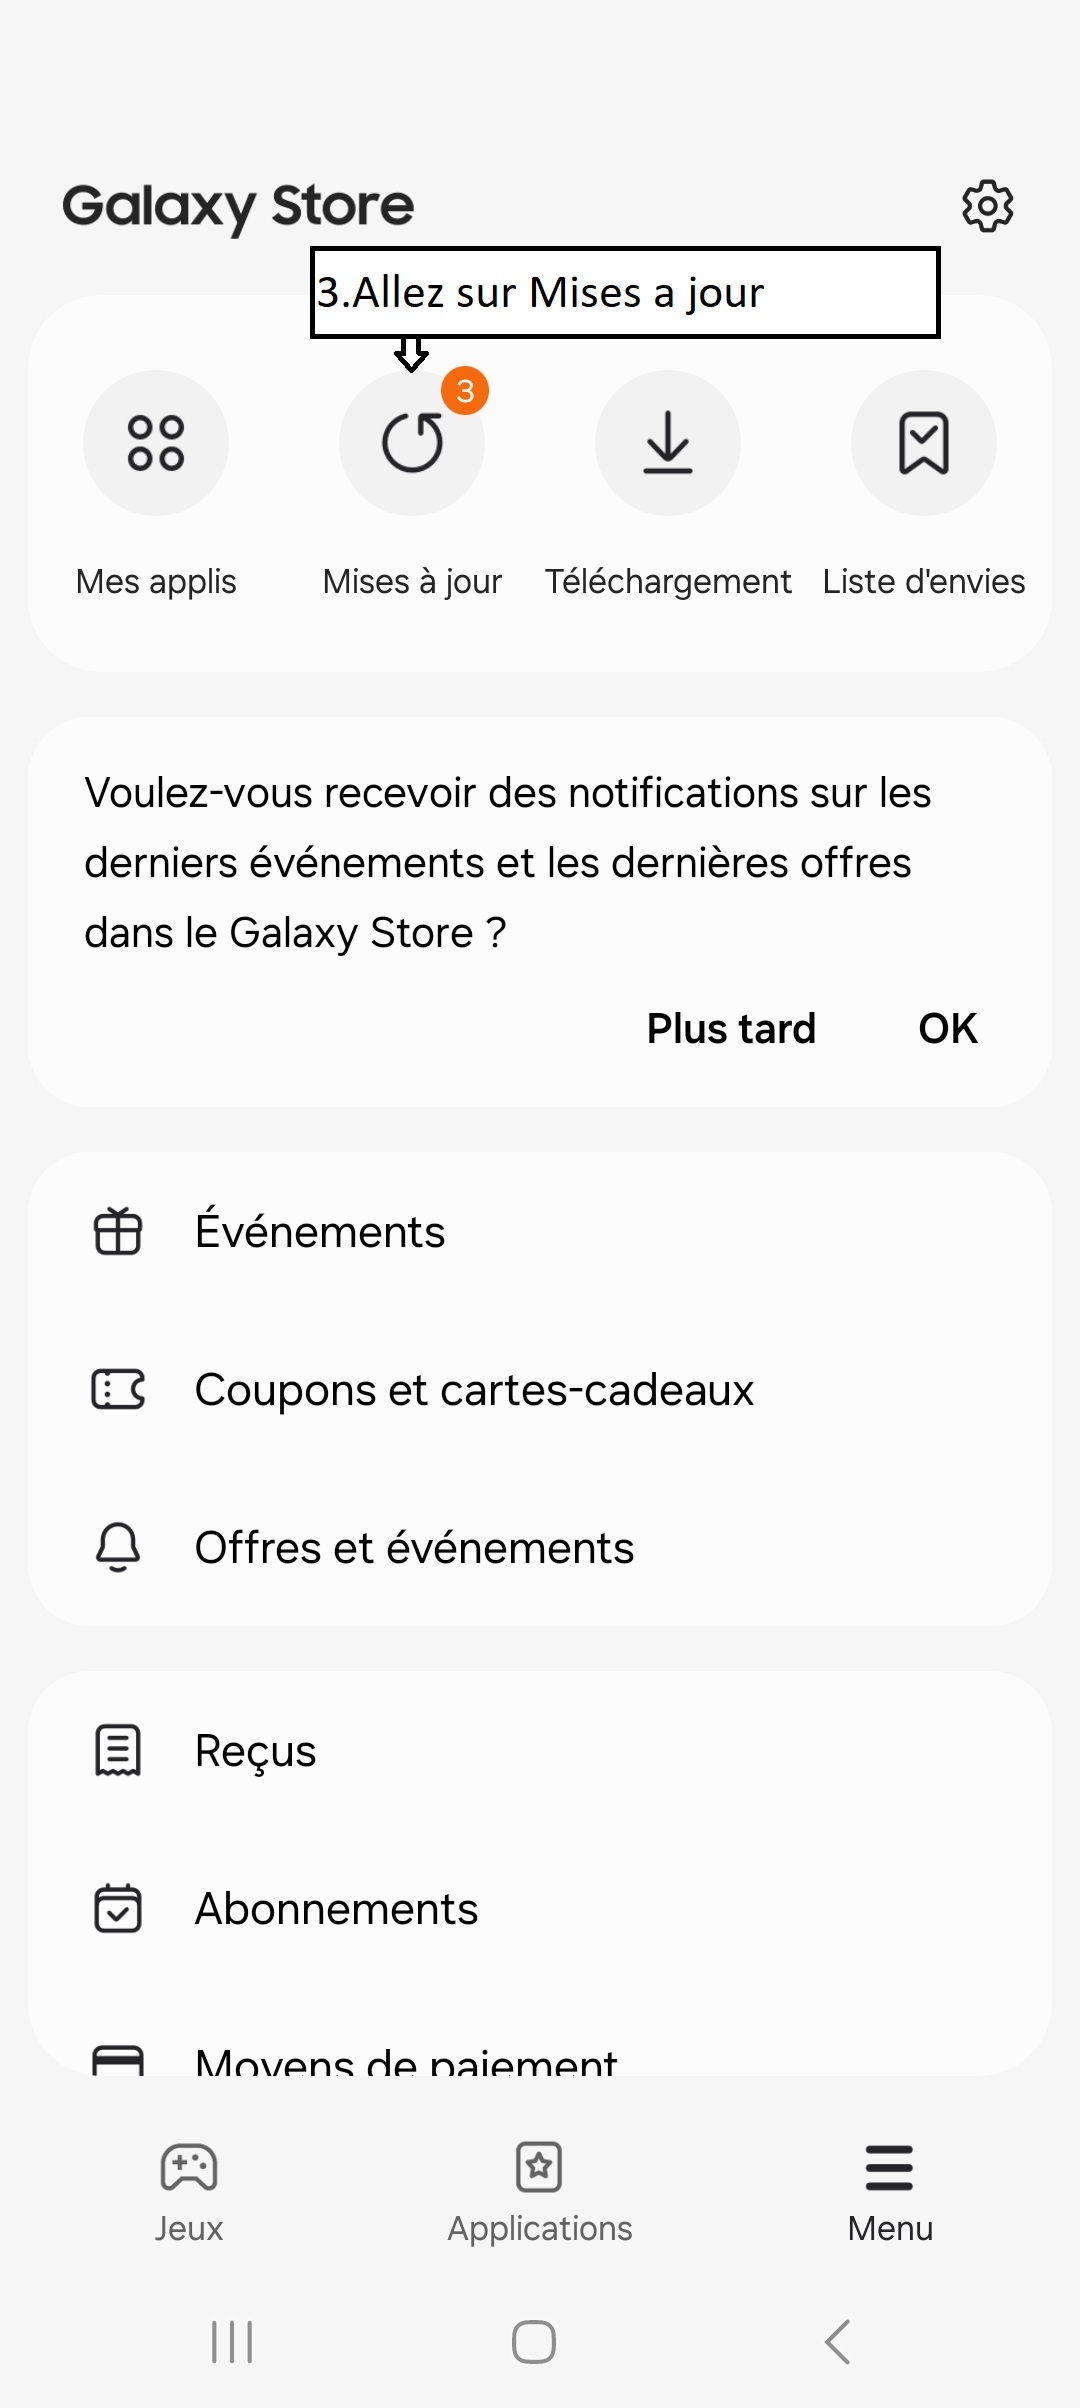 Galaxy Store
3.Allez sur Mises a jour
3
Mes applis
Mises à jour
Téléchargement
Liste d'envies
Voulez-vous recevoir des notifications sur les
derniers événements et les dernières offres
dans le Galaxy Store ?
Plus tard
OK
Événements
Coupons et cartes-cadeaux
Offres et événements
Reçus
Abonnements
Moyens de paiement
Jeux
Applications
Menu